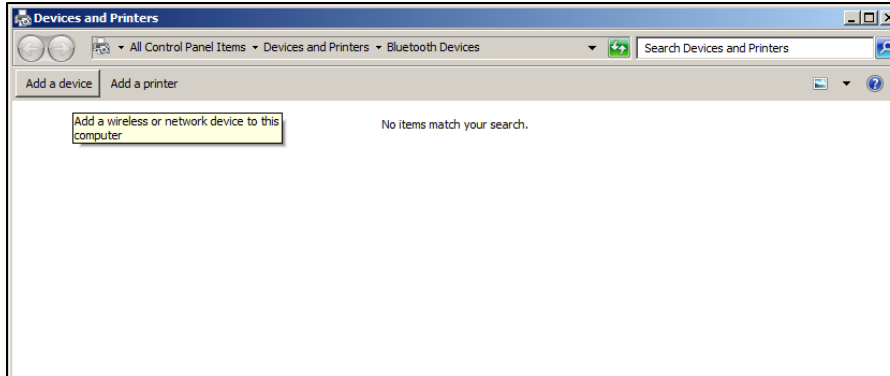 Devices and Printers
All Control Panel Items Devices and Printers Bluetooth Devices
Search Devices and Printers
Add a device Add a printer
Add a wireless or network device to this
computer
No items match your search.